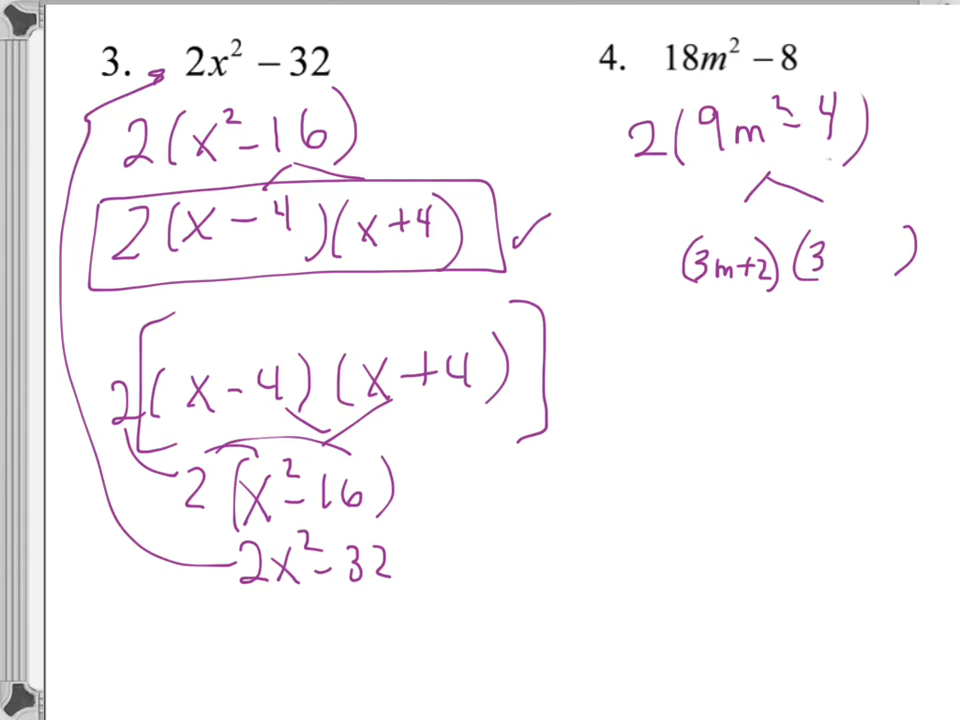 3. 2x² – 32
2(x² – 16)
2(x – 4)(x + 4) ✓
2[(x – 4)(x + 4)]
2(x² – 16)
2x² – 32
4. 18m² – 8
2(9m² – 4)
(3m+2)(3 )